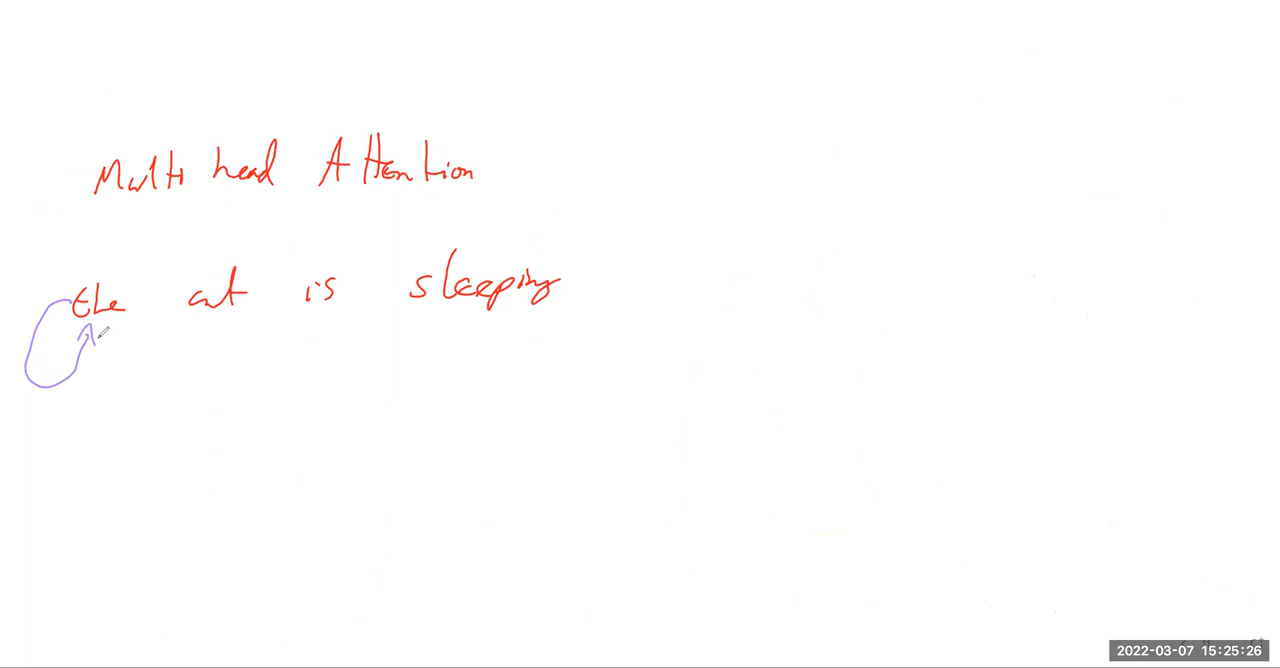 Multi head Attention
the cat is sleeping
2022-03-07 15:25:26